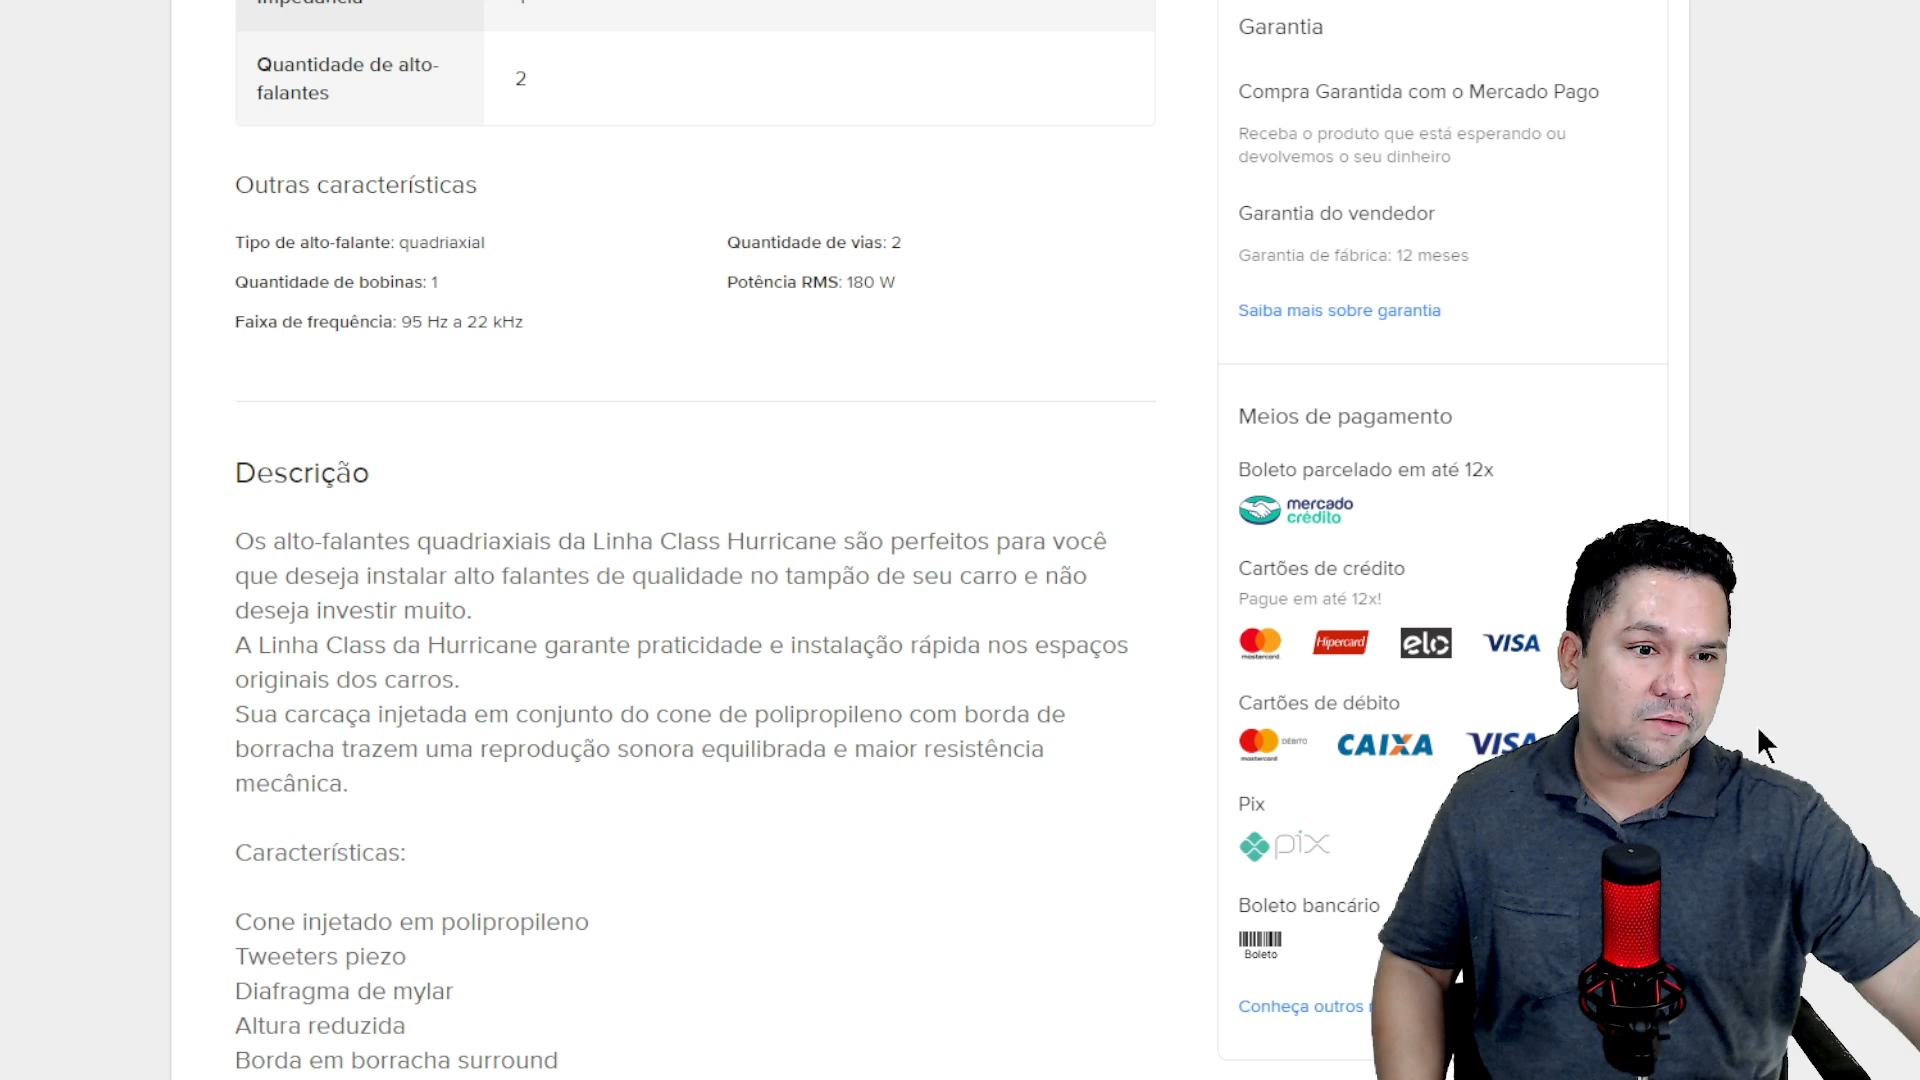 Quantidade de alto-
falantes
2
Outras características
Tipo de alto-falante: quadriaxial
Quantidade de vias: 2
Quantidade de bobinas: 1
Potência RMS: 180 W
Faixa de frequência: 95 Hz a 22 kHz
Descrição
Os alto-falantes quadriaxiais da Linha Class Hurricane são perfeitos para você
que deseja instalar alto falantes de qualidade no tampão de seu carro e não
deseja investir muito.
A Linha Class da Hurricane garante praticidade e instalação rápida nos espaços
originais dos carros.
Sua carcaça injetada em conjunto do cone de polipropileno com borda de
borracha trazem uma reprodução sonora equilibrada e maior resistência
mecânica.
Características:
Cone injetado em polipropileno
Tweeters piezo
Diafragma de mylar
Altura reduzida
Borda em borracha surround
Garantia
Compra Garantida com o Mercado Pago
Receba o produto que está esperando ou
devolvemos o seu dinheiro
Garantia do vendedor
Garantia de fábrica: 12 meses
Saiba mais sobre garantia
Meios de pagamento
Boleto parcelado em até 12x
mercado
crédito
Cartões de crédito
Pague em até 12x!
mastercard Hipercard elo VISA
Cartões de débito
mastercard DÉBITO CAIXA VISA
Pix
pix
Boleto bancário
Boleto
Conheça outros